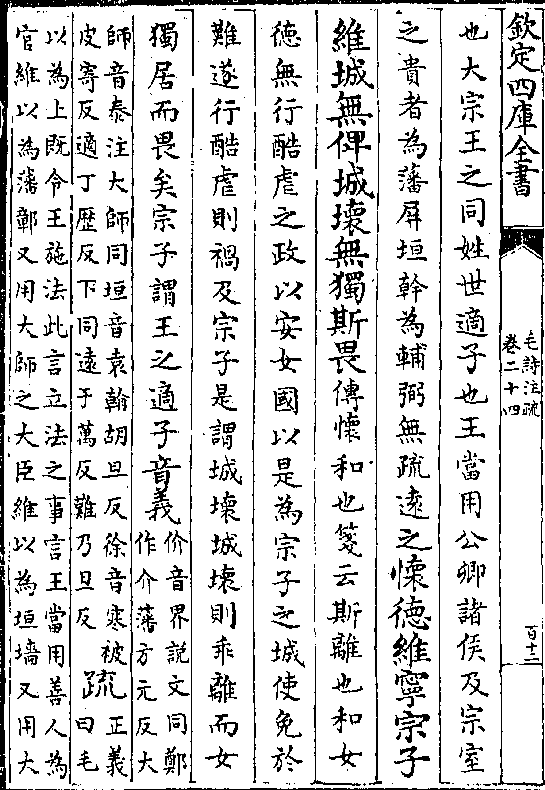 欽定四庫全書
毛詩注疏
卷二十四
百十二
也大宗王之同姓世適子也王當用公卿諸侯及宗室
之貴者為藩屏垣幹為輔弼無疏逺之懐德維寧宗子
維城無俾城壞無獨斯畏傳懐和也箋云斯離也和女
德無行酷虐之政以安女國以是為宗子之城使免於
難遂行酷虐則禍及宗子是謂城壞城壞則乖離而女
獨居而畏矣宗子謂王之適子音義价音界說文同鄭
作介藩方元反大
師音泰注大師同垣音袁翰胡旦反徐音寒被
皮寄反適丁歴反下同逺于萬反難乃旦反
疏正義
曰毛
以為上既令王施法此言立法之事言王當用善人為
官維以為藩鄣又用大師之大臣維以為垣墻又用大